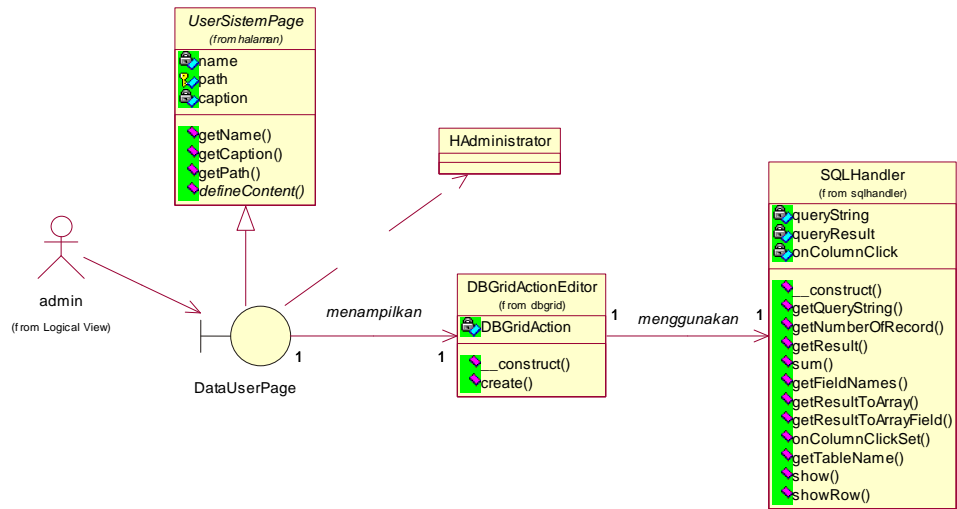 UserSistemPage
(from halaman)
name
path
caption
getName()
getCaption()
getPath()
defineContent()
HAdministrator
SQLHandler
(from sqlhandler)
queryString
queryResult
onColumnClick
__construct()
getQueryString()
getNumberOfRecord()
getResult()
sum()
getFieldNames()
getResultToArray()
getResultToArrayField()
onColumnClickSet()
getTableName()
show()
showRow()
admin
(from Logical View)
DataUserPage
1
menampilkan
1
DBGridActionEditor
(from dbgrid)
DBGridAction
__construct()
create()
1
menggunakan
1